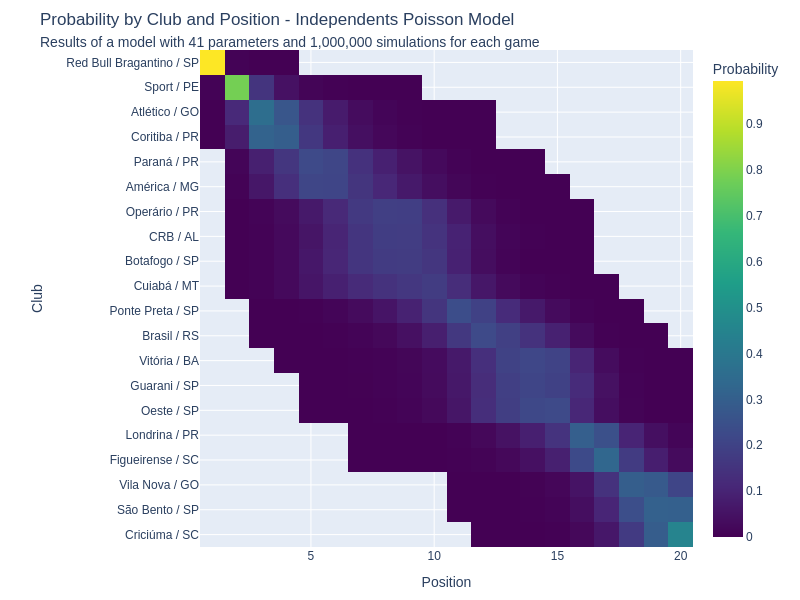 Probability by Club and Position - Independents Poisson Model
Results of a model with 41 parameters and 1,000,000 simulations for each game
Probability
Red Bull Bragantino / SP
Sport / PE
Atlético / GO
Coritiba / PR
Paraná / PR
América / MG
Operário / PR
CRB / AL
Botafogo / SP
Cuiabá / MT
Ponte Preta / SP
Brasil / RS
Vitória / BA
Guarani / SP
Oeste / SP
Londrina / PR
Figueirense / SC
Vila Nova / GO
São Bento / SP
Criciúma / SC
Club
5
10
15
20
Position
0.9
0.8
0.7
0.6
0.5
0.4
0.3
0.2
0.1
0